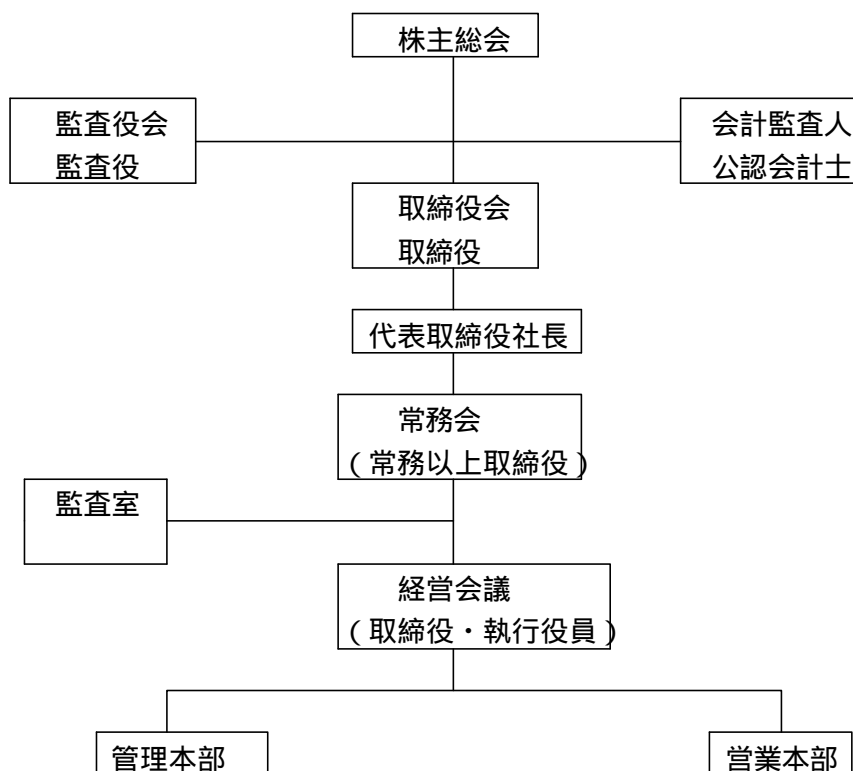 株主総会
監査役会
監査役
会計監査人
公認会計士
取締役会
取締役
代表取締役社長
常務会
(常務以上取締役)
監査室
経営会議
(取締役・執行役員)
管理本部
営業本部